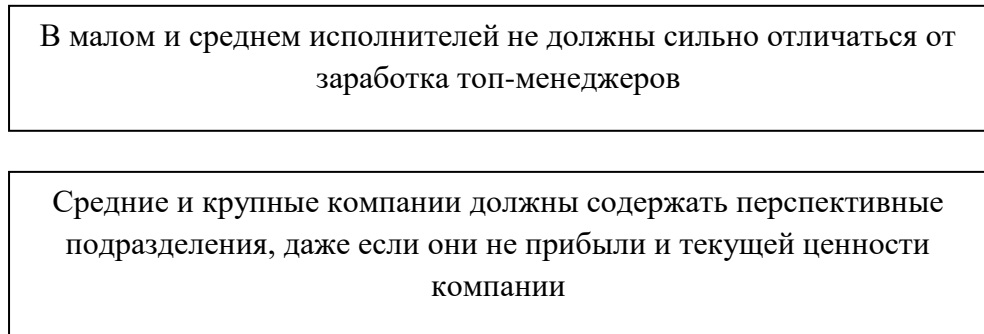 В малом и среднем исполнителей не должны сильно отличаться от
заработка топ-менеджеров
Средние и крупные компании должны содержать перспективные
подразделения, даже если они не прибыли и текущей ценности
компании